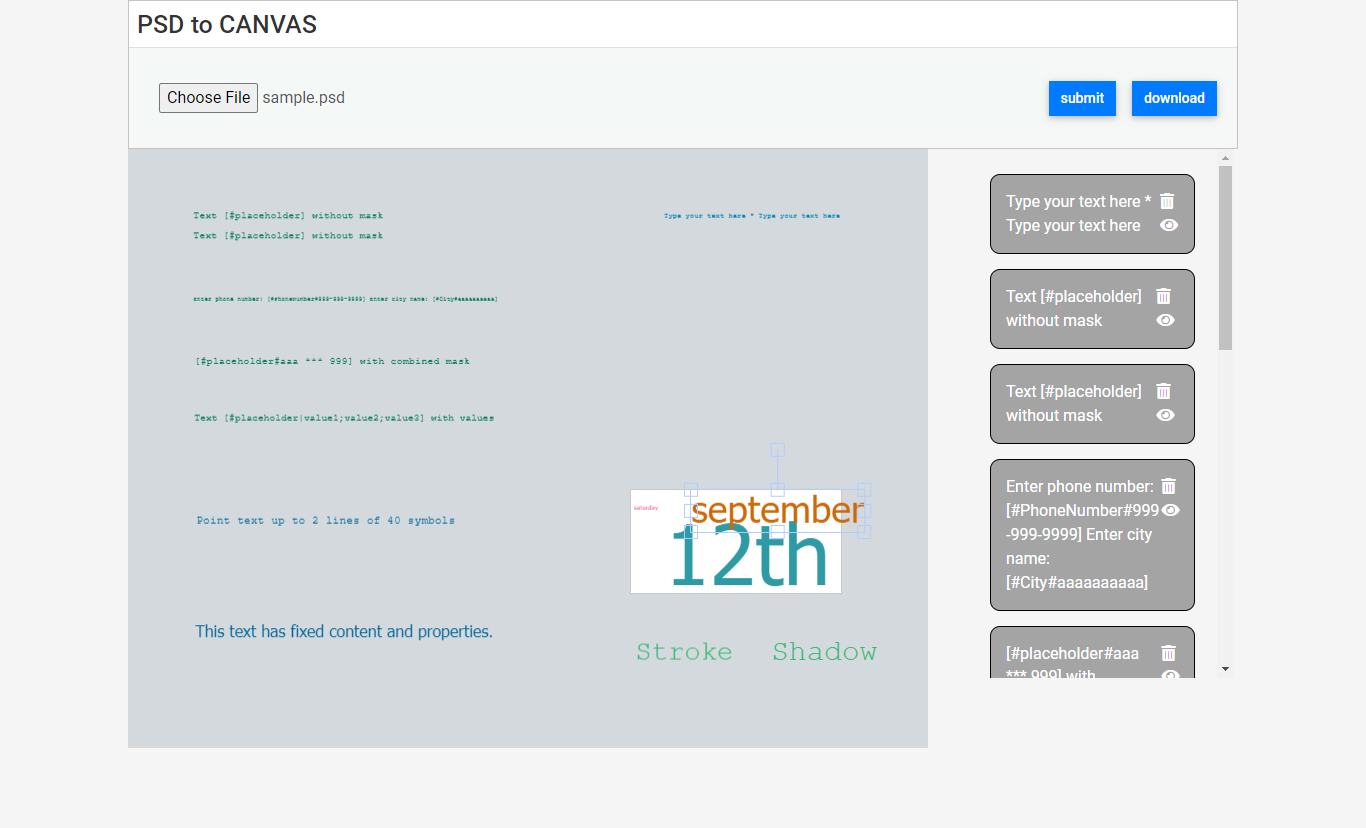 PSD to CANVAS
Choose File sample.psd
submit
download
Text [#placeholder] without mask
Text [#placeholder] without mask
Type your text here * Type your text here
Enter phone number: [#PhoneNumber#999-999-9999] Enter city name: [#City#aaaaaaaaaa]
[#placeholder#aaa *** 999] with combined mask
Text [#placeholder|value1;value2;value3] with values
Point text up to 2 lines of 40 symbols
saturday
september
12th
This text has fixed content and properties.
Stroke
Shadow
Type your text here *
Type your text here
Text [#placeholder]
without mask
Text [#placeholder]
without mask
Enter phone number:
[#PhoneNumber#999
-999-9999] Enter city
name:
[#City#aaaaaaaaaa]
[#placeholder#aaa
*** 999] with